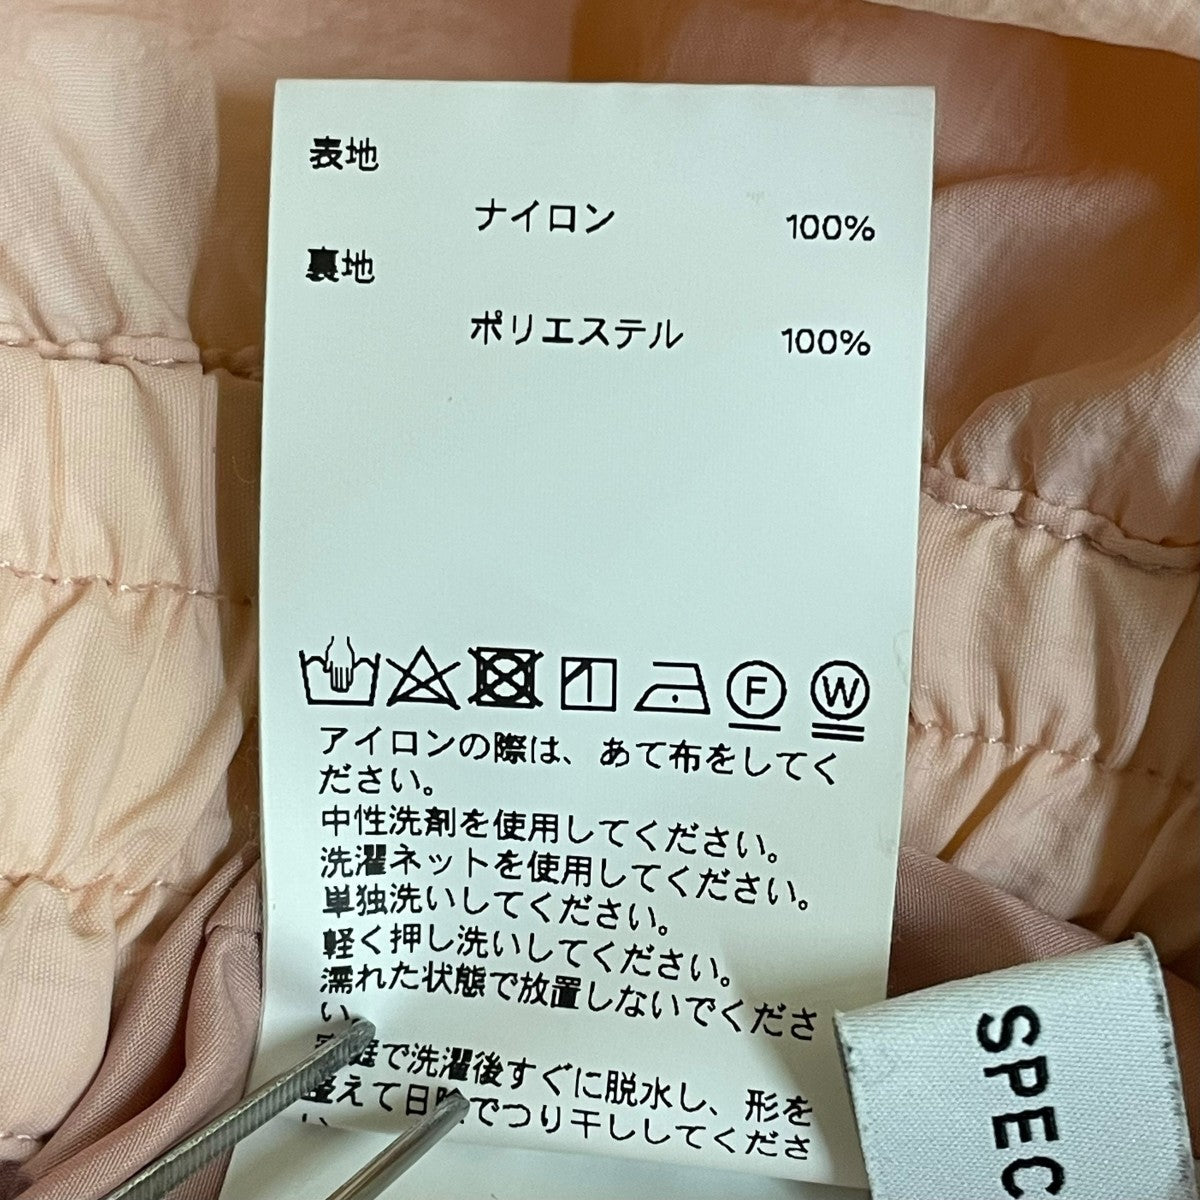 表地
ナイロン 100%
裏地
ポリエステル 100%
F W
アイロンの際は、あて布をしてく
ださい。
中性洗剤を使用してください。
洗濯ネットを使用してください。
単独洗いしてください。
軽く押し洗いしてください。
濡れた状態で放置しないでくださ
い
庭で洗濯後すぐに脱水し、形を
整えて日陰でつり干ししてくださ
い
SPEC